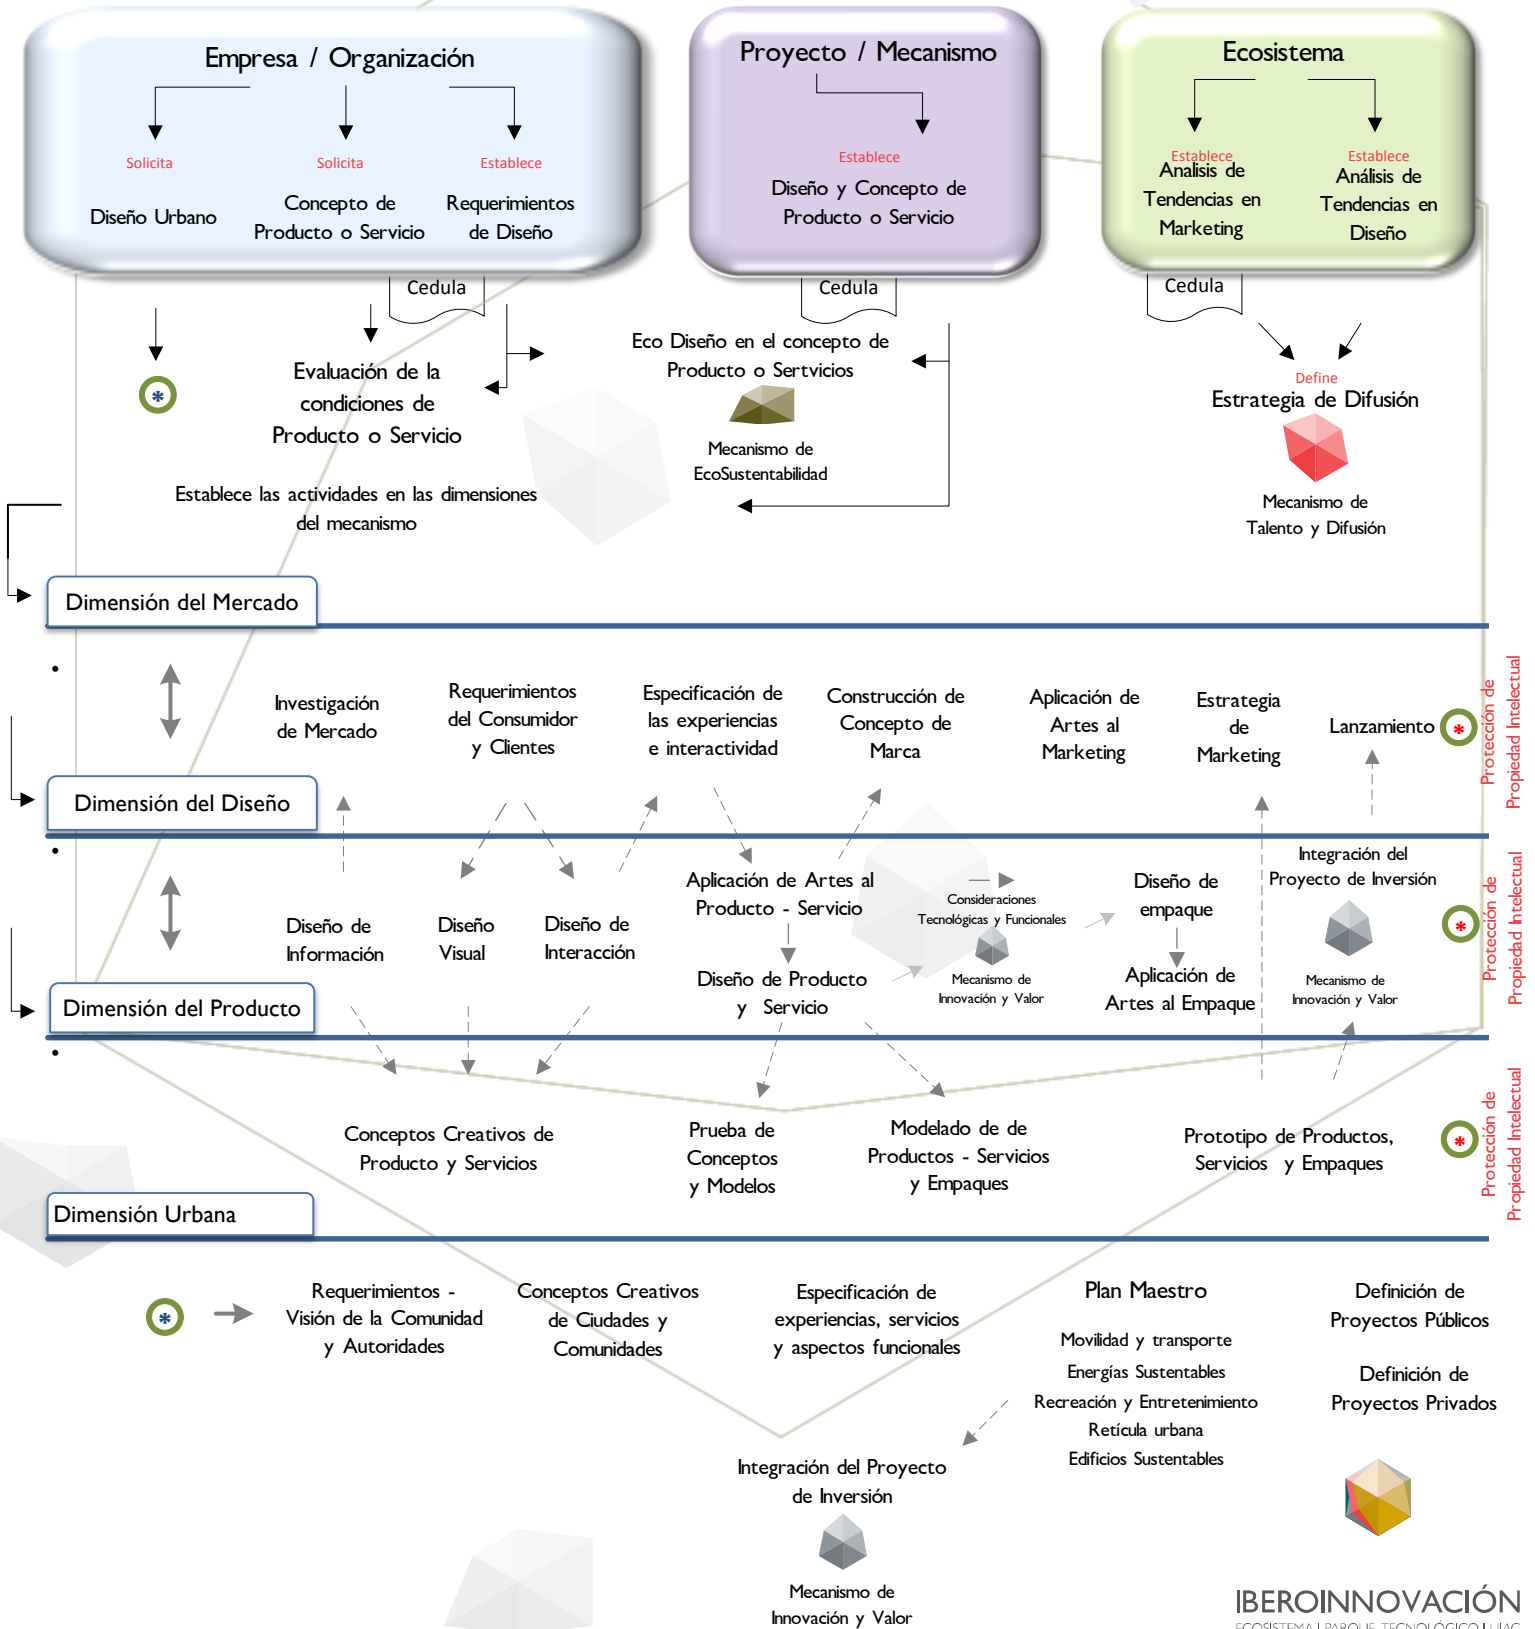 Empresa / Organización
Solicita
Diseño Urbano
Solicita
Concepto de
Producto o Servicio
Establece
Requerimientos
de Diseño
Proyecto / Mecanismo
Establece
Diseño y Concepto de
Producto o Servicio
Ecosistema
Establece
Analisis de
Tendencias en
Marketing
Establece
Análisis de
Tendencias en
Diseño
Cedula
Cedula
Cedula
*
Evaluación de la
condiciones de
Producto o Servicio
Eco Diseño en el concepto de
Producto o Sertvicios
Mecanismo de
EcoSustentabilidad
Define
Estrategia de Difusión
Mecanismo de
Talento y Difusión
Establece las actividades en las dimensiones
del mecanismo
Dimensión del Mercado
•
Investigación
de Mercado
Requerimientos
del Consumidor
y Clientes
Especificación de
las experiencias
e interactividad
Construcción de
Concepto de
Marca
Aplicación de
Artes al
Marketing
Estrategia
de
Marketing
Lanzamiento
*
Protección de
Propiedad Intelectual
Dimensión del Diseño
•
Diseño de
Información
Diseño
Visual
Diseño de
Interacción
Aplicación de Artes al
Producto - Servicio
Diseño de Producto
y Servicio
Consideraciones
Tecnológicas y Funcionales
Mecanismo de
Innovación y Valor
Diseño de
empaque
Aplicación de
Artes al Empaque
Integración del
Proyecto de Inversión
Mecanismo de
Innovación y Valor
*
Protección de
Propiedad Intelectual
Dimensión del Producto
•
Conceptos Creativos de
Producto y Servicios
Prueba de
Conceptos
y Modelos
Modelado de de
Productos - Servicios
y Empaques
Prototipo de Productos,
Servicios y Empaques
*
Protección de
Propiedad Intelectual
Dimensión Urbana
*
Requerimientos -
Visión de la Comunidad
y Autoridades
Conceptos Creativos
de Ciudades y
Comunidades
Especificación de
experiencias, servicios
y aspectos funcionales
Plan Maestro
Movilidad y transporte
Energías Sustentables
Recreación y Entretenimiento
Retícula urbana
Edificios Sustentables
Definición de
Proyectos Públicos
Definición de
Proyectos Privados
Integración del Proyecto
de Inversión
Mecanismo de
Innovación y Valor
IBEROINNOVACIÓN
ECOSISTEMA | PARQUE TECNOLÓGICO | UIAC